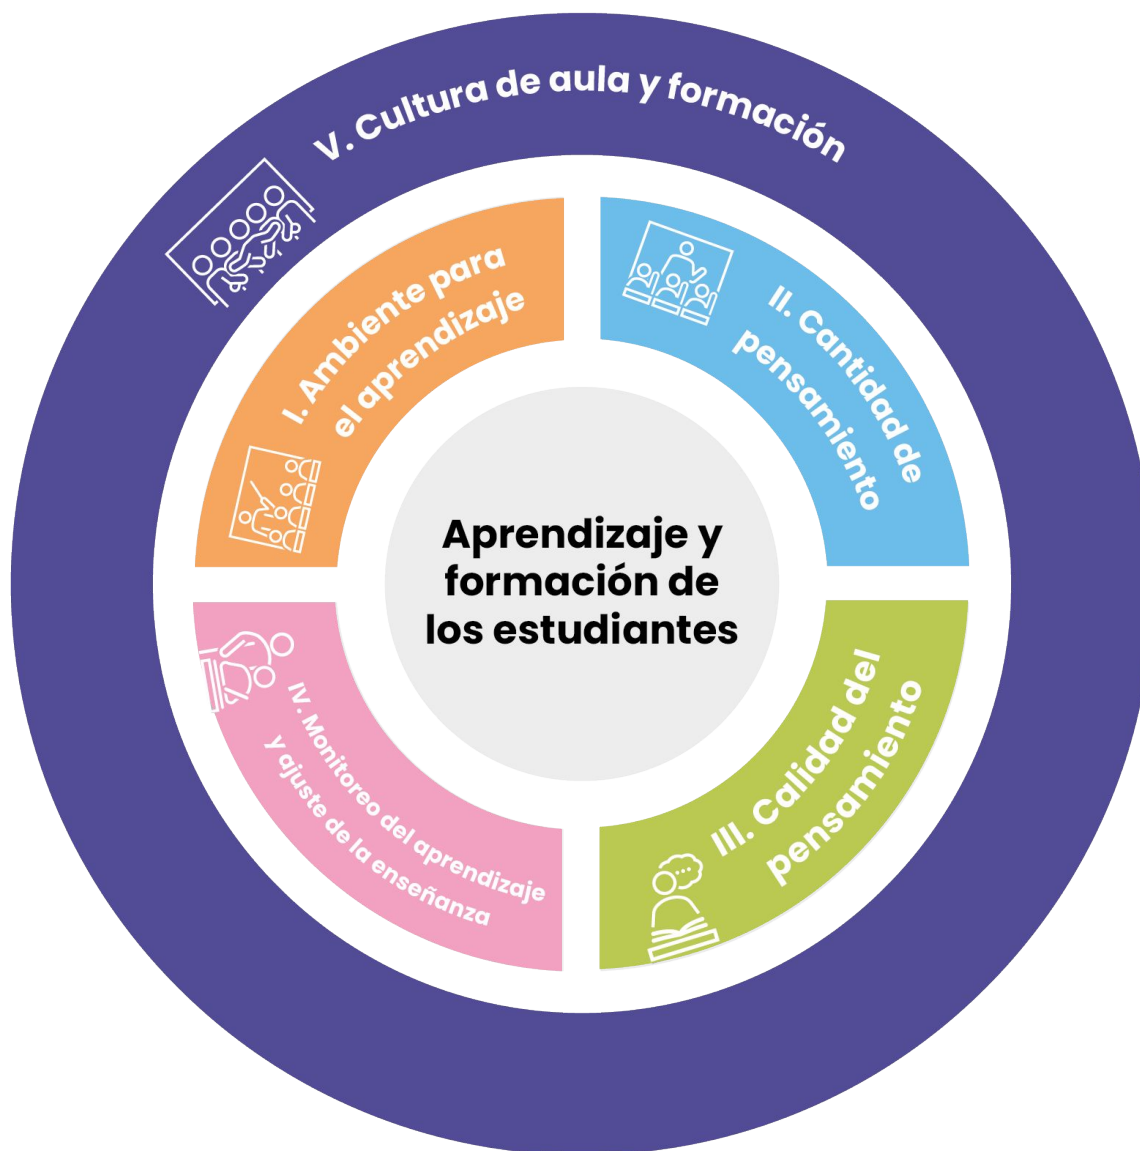 V. Cultura de aula y formación
I. Ambiente para
el aprendizaje
II. Cantidad de
pensamiento
Aprendizaje y
formación de
los estudiantes
III. Calidad del
pensamiento
IV. Monitoreo del aprendizaje
y ajuste de la enseñanza